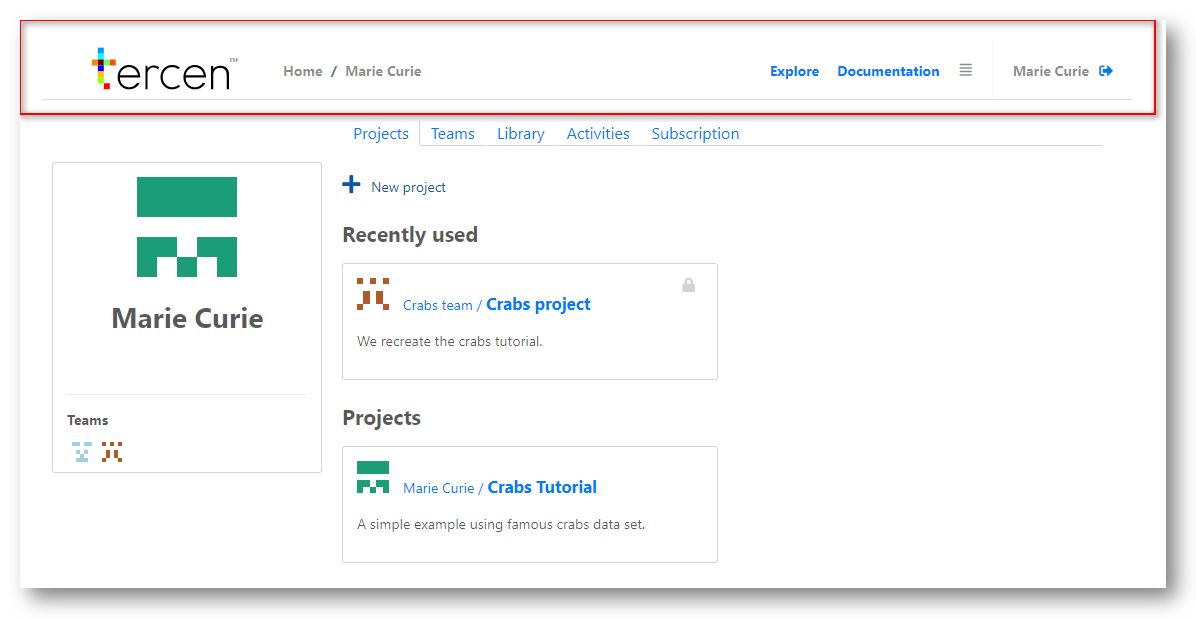 tercen™ Home / Marie Curie Explore Documentation Marie Curie
Projects Teams Library Activities Subscription
New project
Recently used
Crabs team / Crabs project
We recreate the crabs tutorial.
Marie Curie
Teams
Projects
Marie Curie / Crabs Tutorial
A simple example using famous crabs data set.